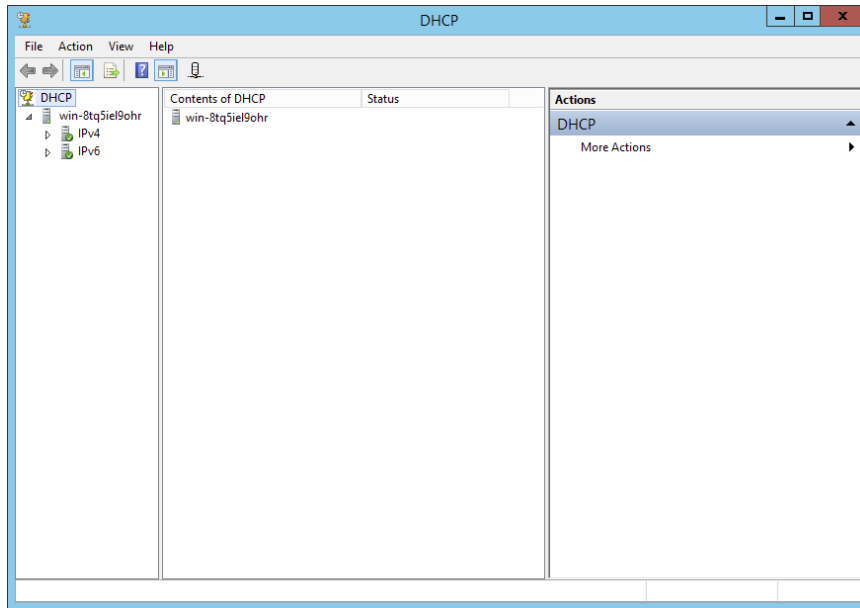 DHCP
File Action View Help
DHCP
win-8tq5iel9ohr
IPv4
IPv6
Contents of DHCP Status
win-8tq5iel9ohr
Actions
DHCP
More Actions